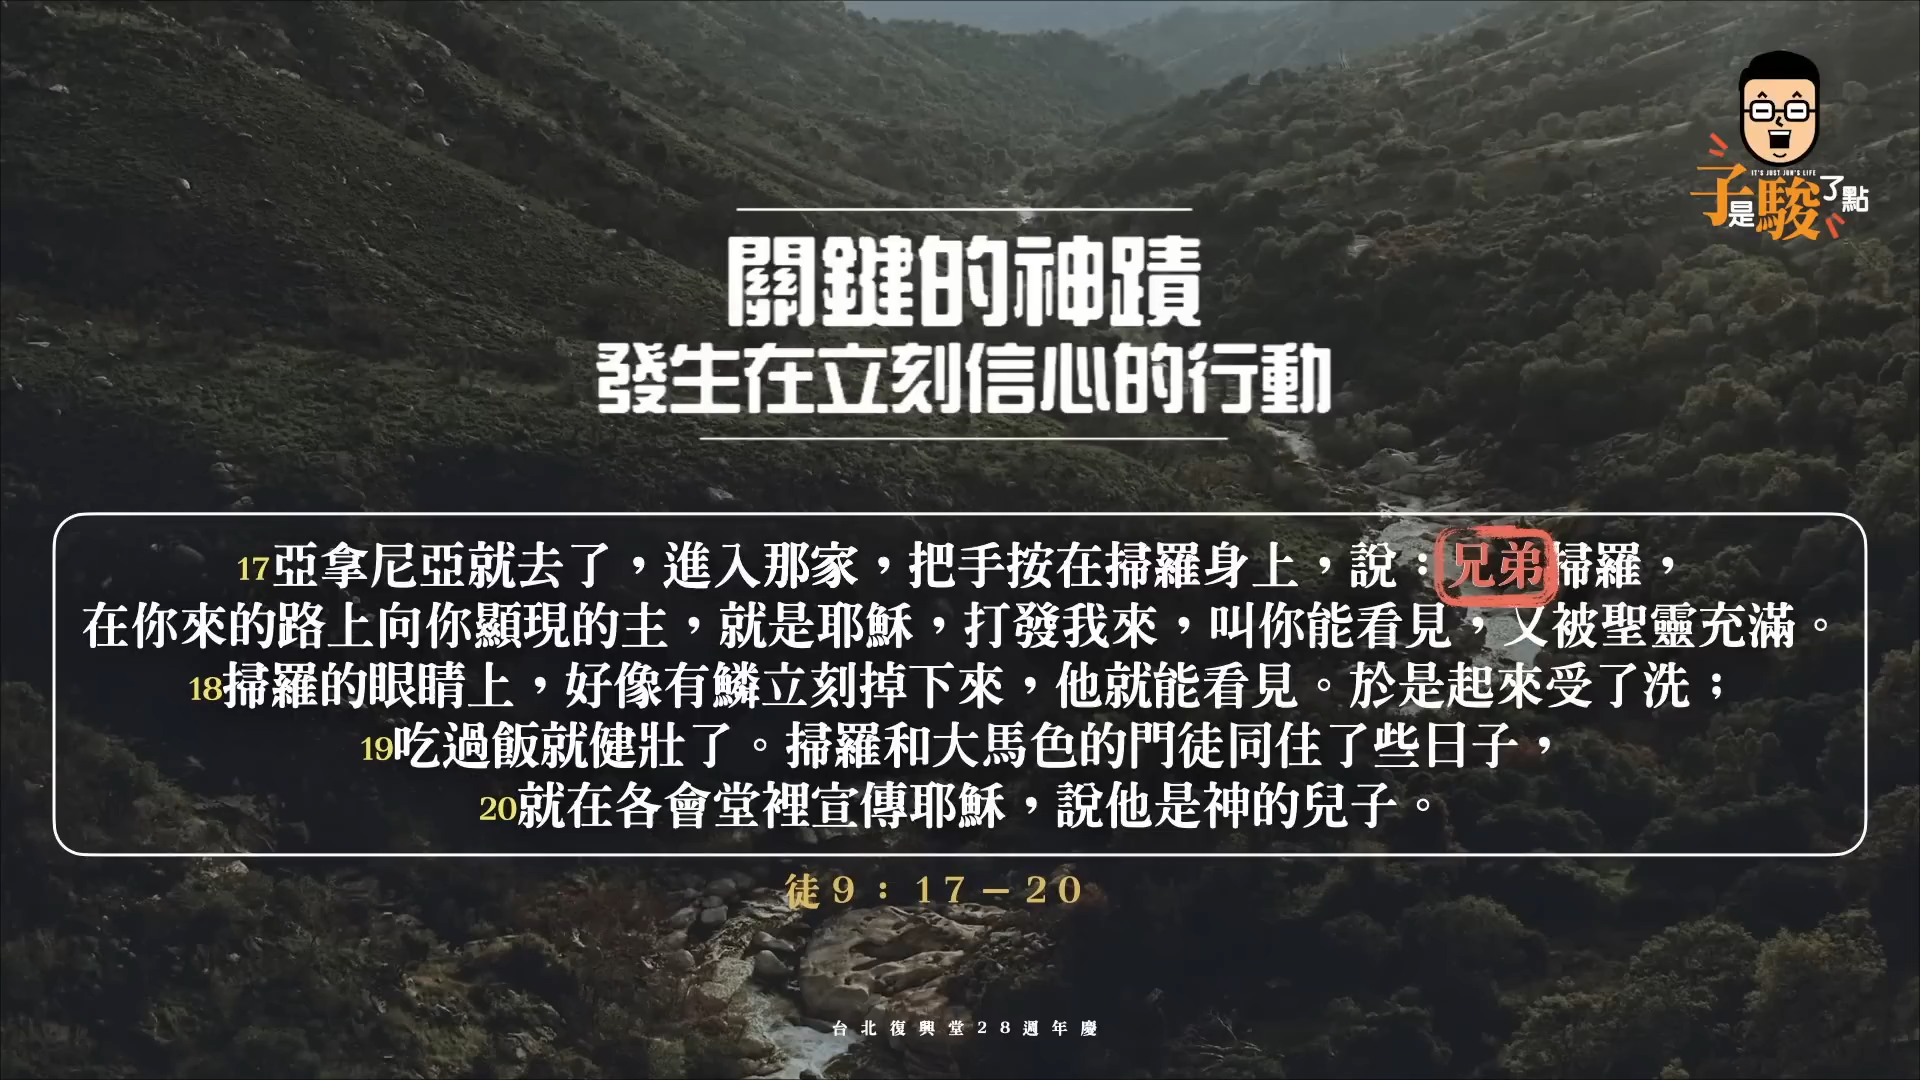 IT'S JUST JUN'S LIFE
子是駿了點
關鍵的神蹟
發生在立刻信心的行動
17亞拿尼亞就去了，進入那家，把手按在掃羅身上，說：兄弟掃羅，
在你來的路上向你顯現的主，就是耶穌，打發我來，叫你能看見，又被聖靈充滿。
18掃羅的眼睛上，好像有鱗立刻掉下來，他就能看見。於是起來受了洗；
19吃過飯就健壯了。掃羅和大馬色的門徒同住了些日子，
20就在各會堂裡宣傳耶穌，說他是神的兒子。
徒9：17－20
台北復興堂28週年慶